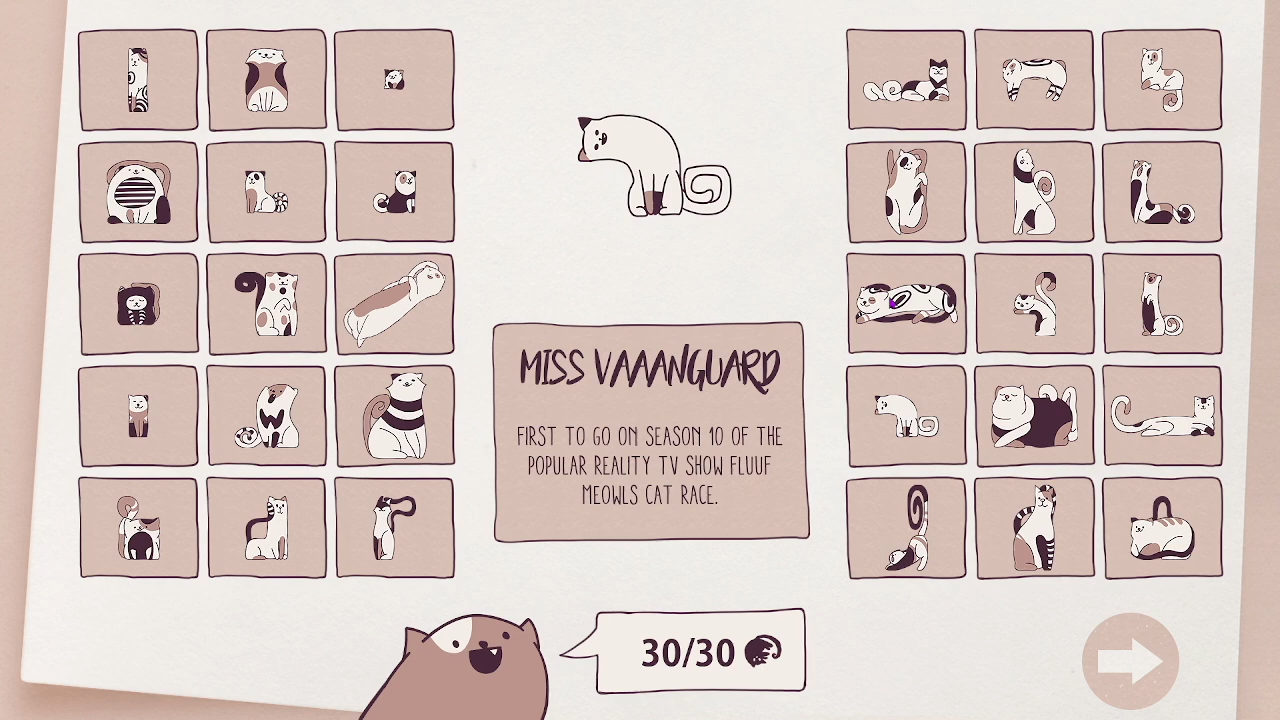 MISS VAAANGUARD
FIRST TO GO ON SEASON 10 OF THE
POPULAR REALITY TV SHOW FLUUF
MEOWLS CAT RACE.
30/30